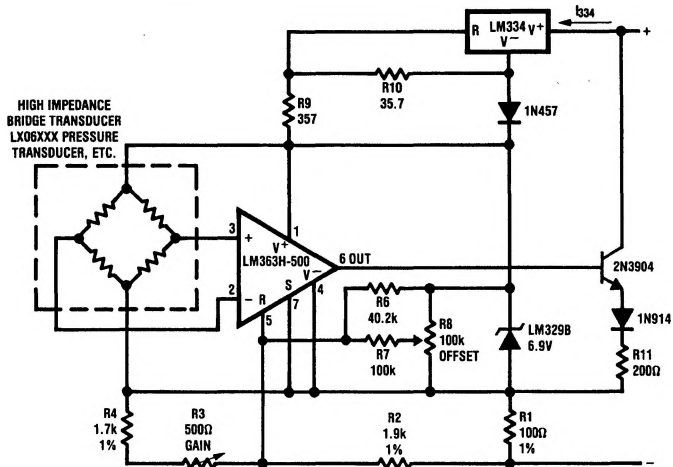 I334
R LM334 V+
V−
+
R10
35.7
R9
357
1N457
HIGH IMPEDANCE
BRIDGE TRANSDUCER
LX06XXX PRESSURE
TRANSDUCER, ETC.
3
+
1
V+
LM363H-500
6 OUT
2N3904
2
−
R
S
V−
5
7
4
R6
40.2k
R7
100k
R8
100k
OFFSET
LM329B
6.9V
1N914
R11
200Ω
R4
1.7k
1%
R3
500Ω
GAIN
R2
1.9k
1%
R1
100Ω
1%
−